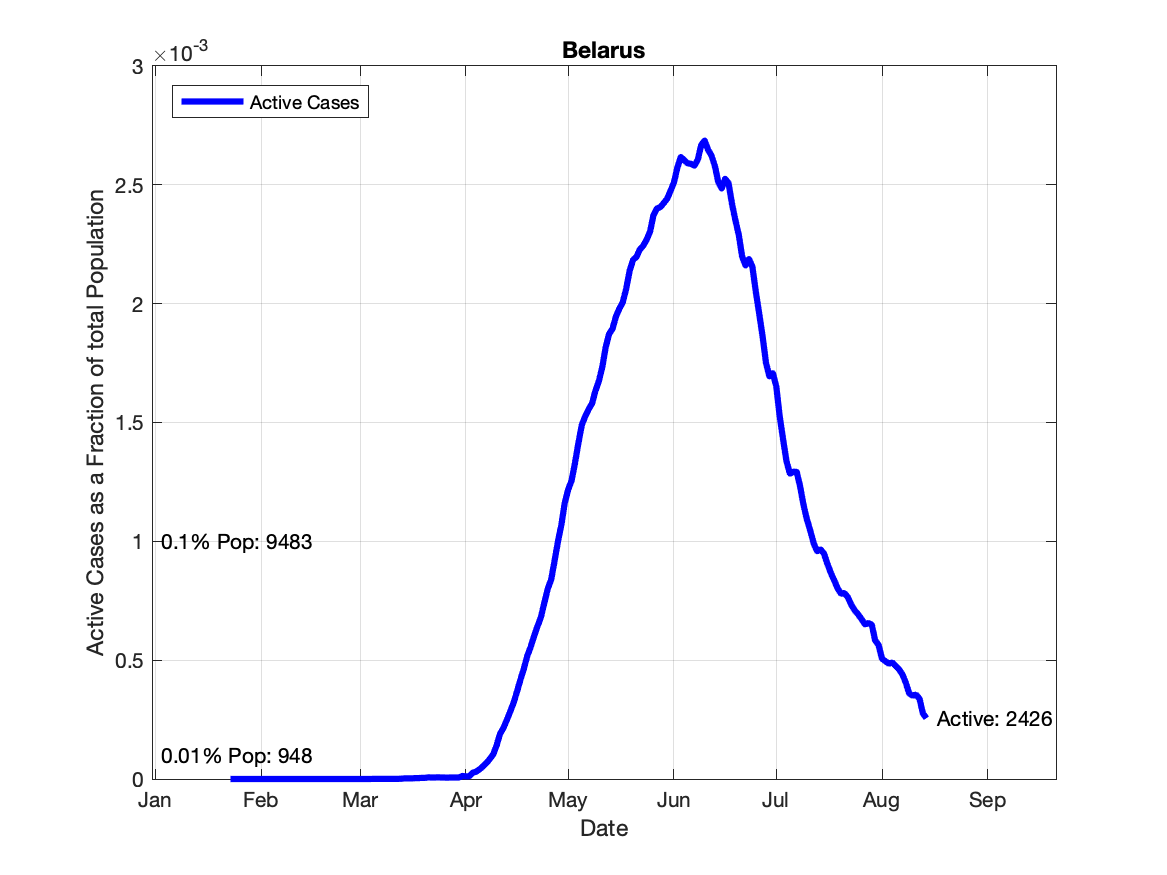 Belarus
×10-3
Active Cases
3
2.5
2
1.5
1
0.5
0
Active Cases as a Fraction of total Population
0.1% Pop: 9483
0.01% Pop: 948
Active: 2426
Jan Feb Mar Apr May Jun Jul Aug Sep
Date